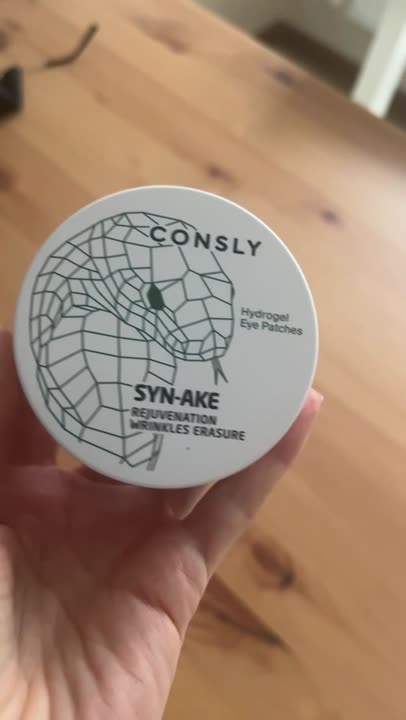 CONSLY
Hydrogel
Eye Patches
SYN-AKE
REJUVENATION
WRINKLES ERASURE